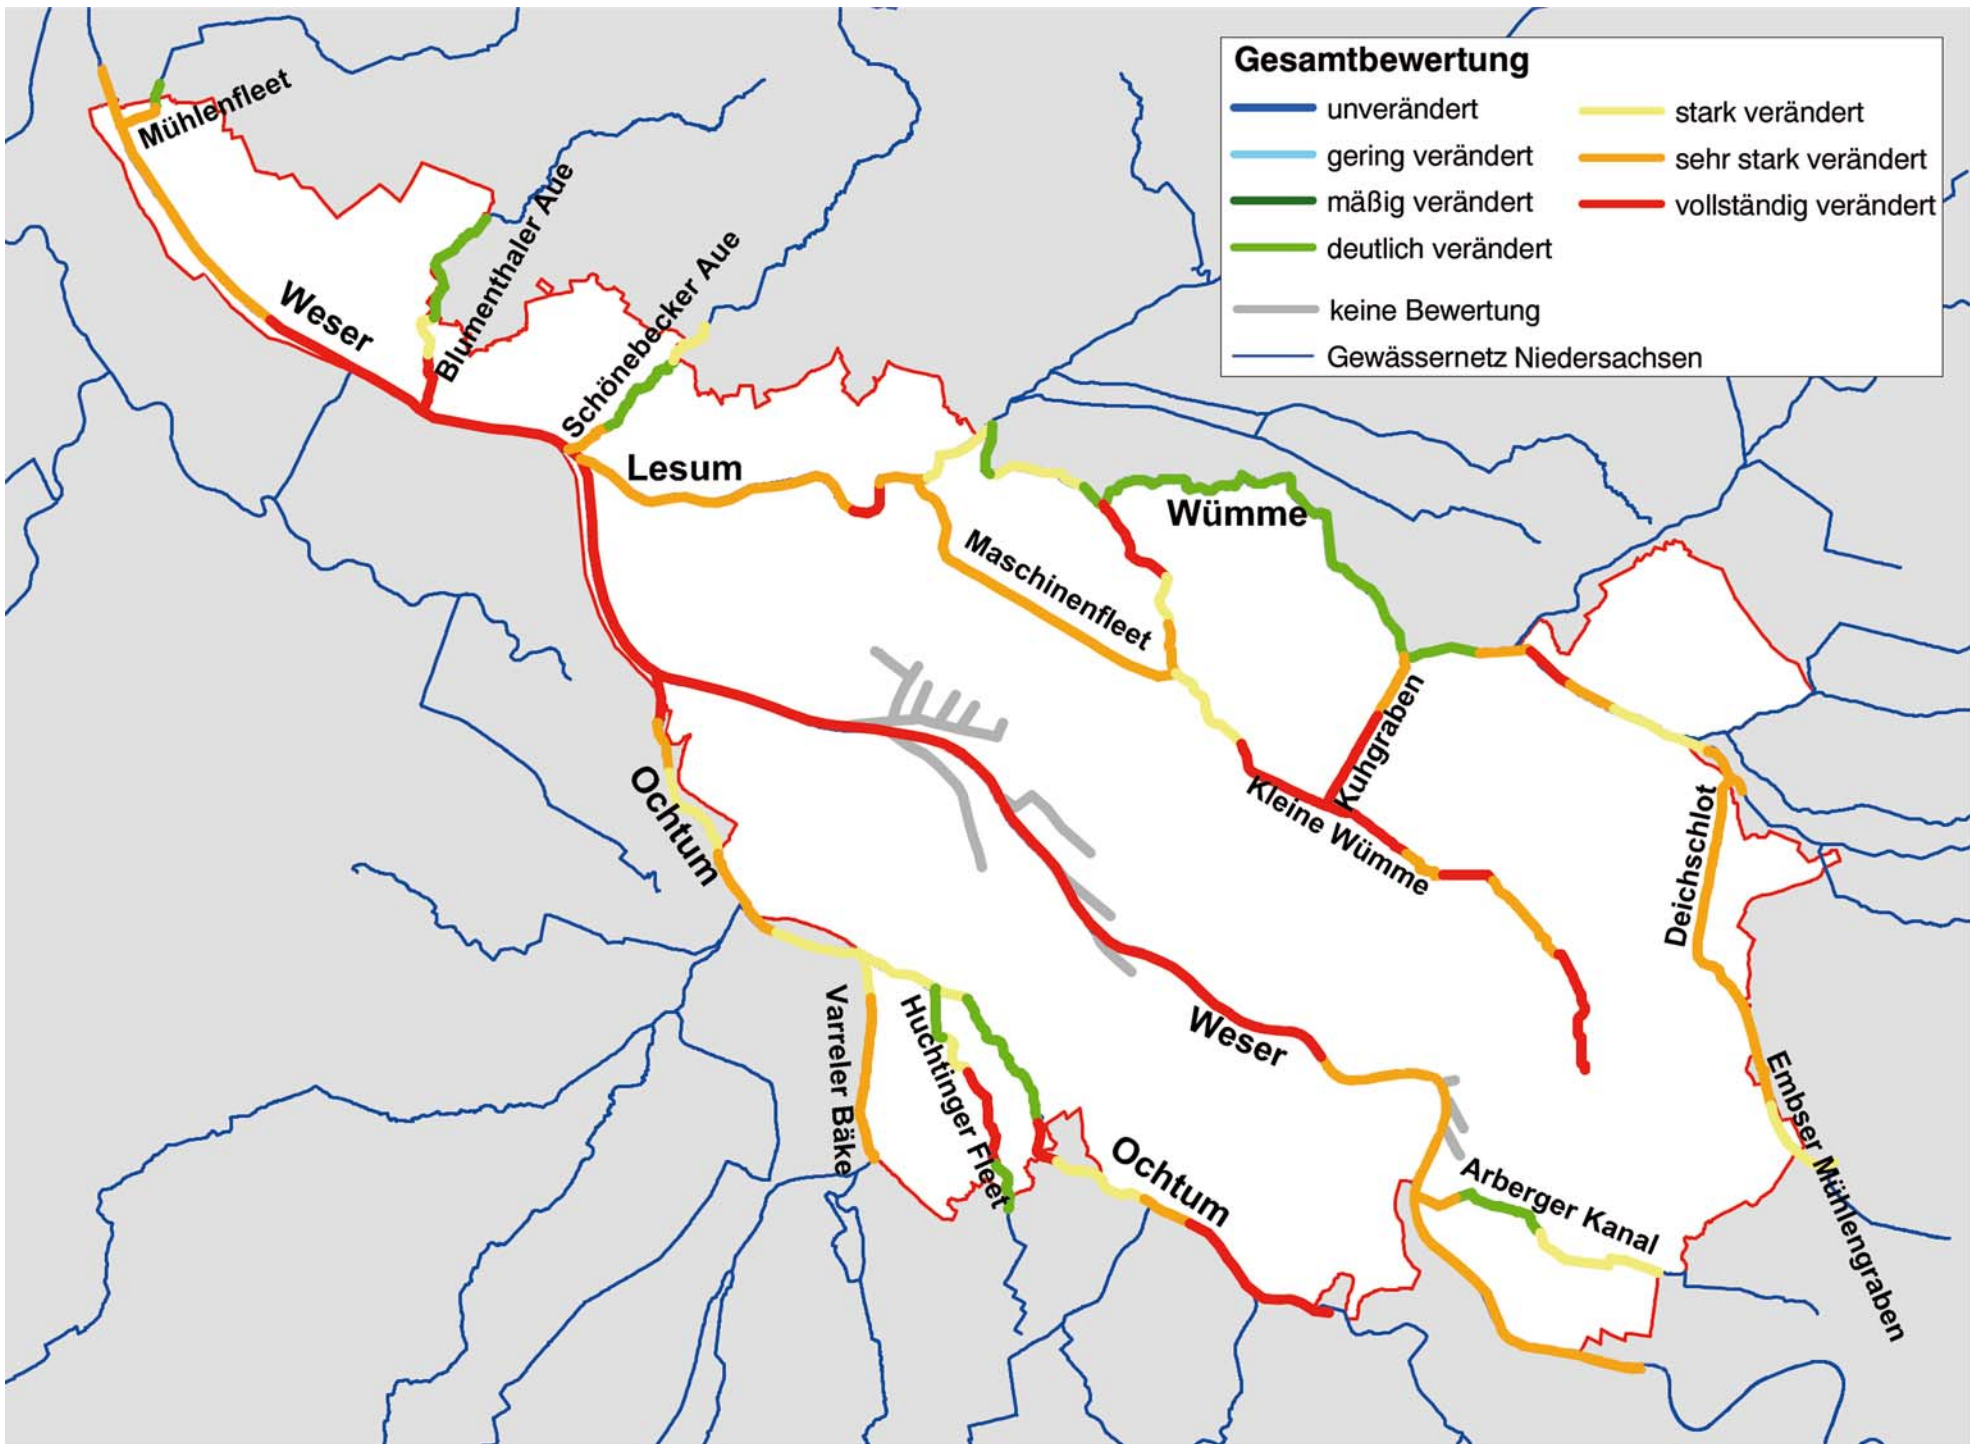 Gesamtbewertung
unverändert
gering verändert
mäßig verändert
deutlich verändert
stark verändert
sehr stark verändert
vollständig verändert
keine Bewertung
Gewässernetz Niedersachsen
Mühlenfleet
Weser
Blumenthaler Aue
Schönebecker Aue
Lesum
Wümme
Maschinenfleet
Kuhgraben
Kleine Wümme
Ochtum
Deichschlot
Varreler Bäke
Huchtinger Fleet
Weser
Ochtum
Arberger Kanal
Embser Mühlengraben